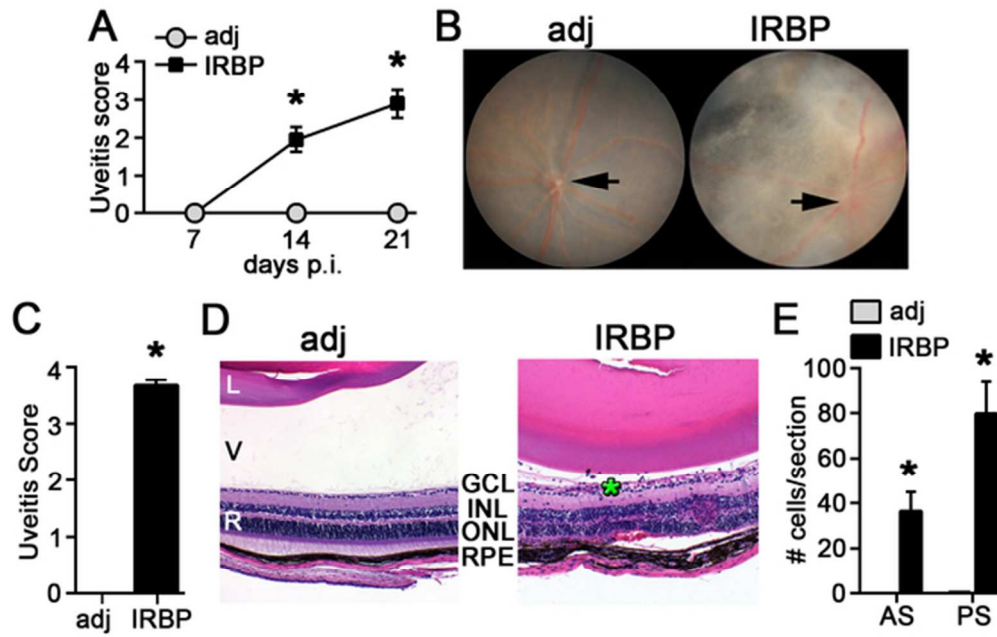 A
adj
IRBP
Uveitis score
4
3
2
1
0
*
*
7 14 21
days p.i.
B
adj IRBP
C
Uveitis Score
4
3
2
1
0
*
adj IRBP
D
adj IRBP
L
V
R
GCL
INL
ONL
RPE
*
E
adj
IRBP
# cells/section
100
80
60
40
20
0
*
*
AS PS